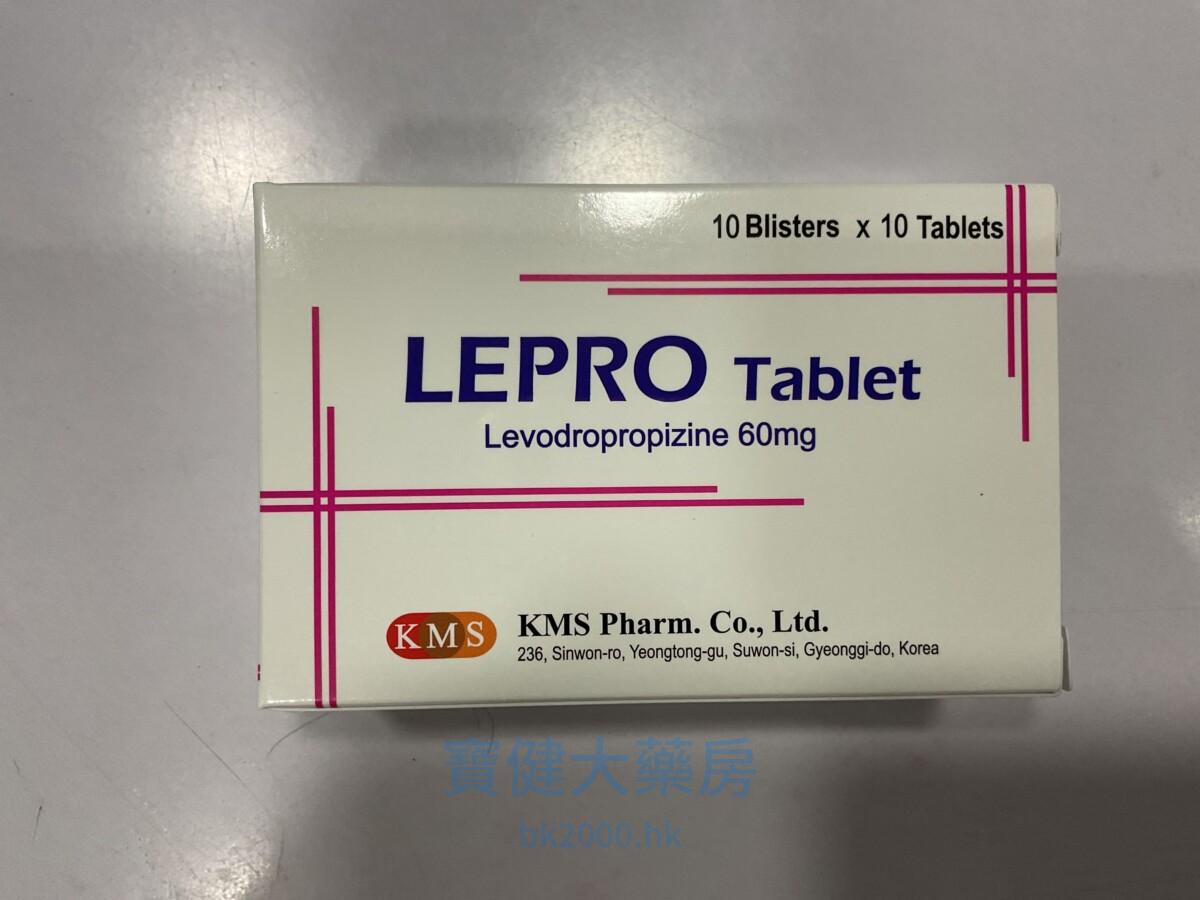 10 Blisters x 10 Tablets
LEPRO Tablet
Levodropropizine 60mg
KMS
KMS Pharm. Co., Ltd.
236, Sinwon-ro, Yeongtong-gu, Suwon-si, Gyeonggi-do, Korea
寶健大藥房
bk2000.hk